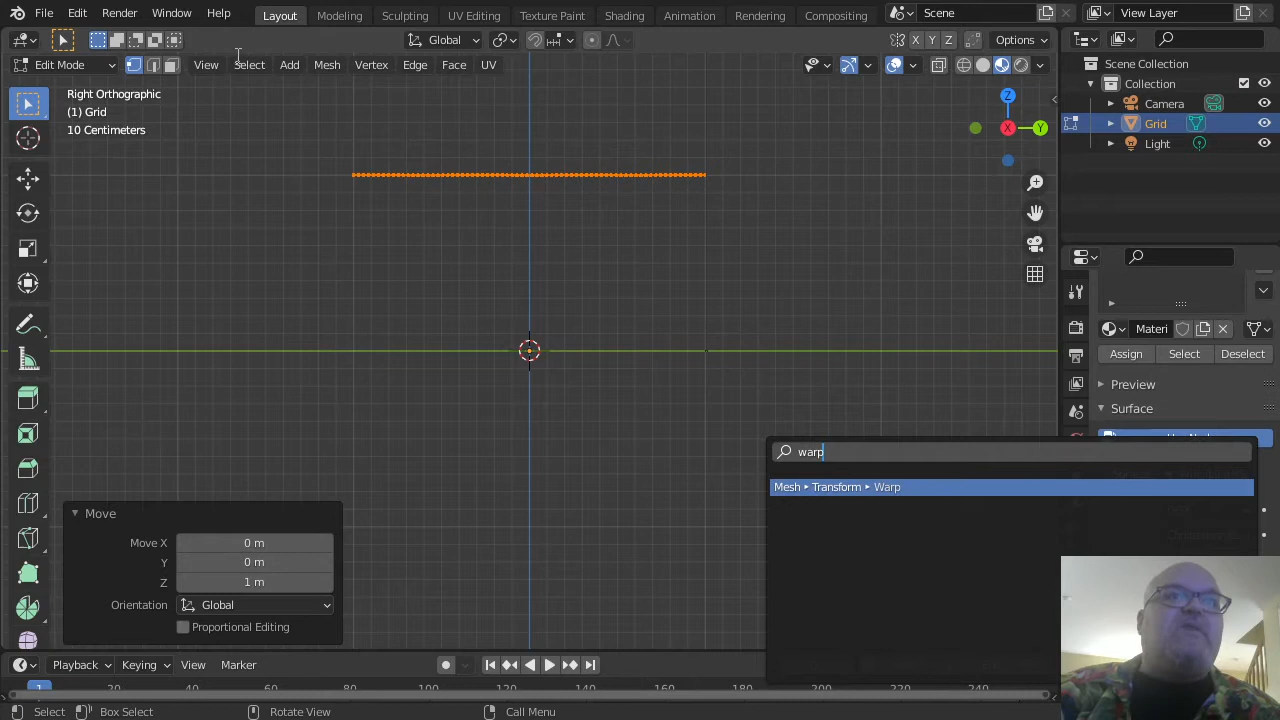 File Edit Render Window Help Layout Modeling Sculpting UV Editing Texture Paint Shading Animation Rendering Compositing Scene View Layer
Global Options
Edit Mode View Select Add Mesh Vertex Edge Face UV
Scene Collection
Collection
Camera
Grid
Light
Right Orthographic
(1) Grid
10 Centimeters
Z
Y
X
X Y Z
Materi
Assign Select Deselect
Preview
Surface
warp
Mesh ▸ Transform ▸ Warp
Move
Move X 0 m
Y 0 m
Z 1 m
Orientation Global
Proportional Editing
Playback Keying View Marker
1 20 40 60 80 100 120 140 160 180 200 220 240
Select Box Select Rotate View Call Menu